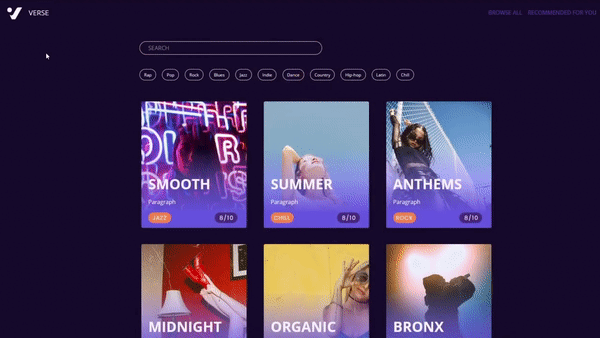 VERSE
BROWSE ALL RECOMMENDED FOR YOU
SEARCH
Rap Pop Rock Blues Jazz Indie Dance Country Hip-hop Latin Chill
SMOOTH
Paragraph
JAZZ 8/10
SUMMER
Paragraph
CHILL 8/10
ANTHEMS
Paragraph
ROCK 8/10
MIDNIGHT
ORGANIC
BRONX